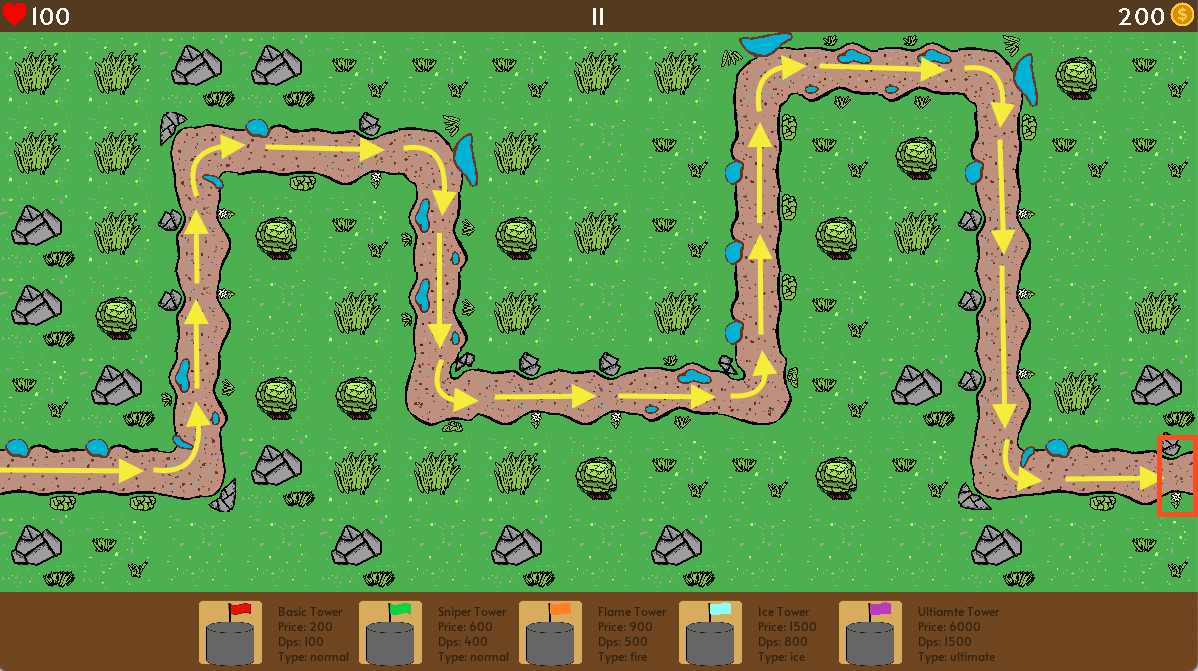 100
200
Basic Tower
Price: 200
Dps: 100
Type: normal
Sniper Tower
Price: 600
Dps: 400
Type: normal
Flame Tower
Price: 900
Dps: 500
Type: fire
Ice Tower
Price: 1500
Dps: 800
Type: ice
Ultiamte Tower
Price: 6000
Dps: 1500
Type: ultimate